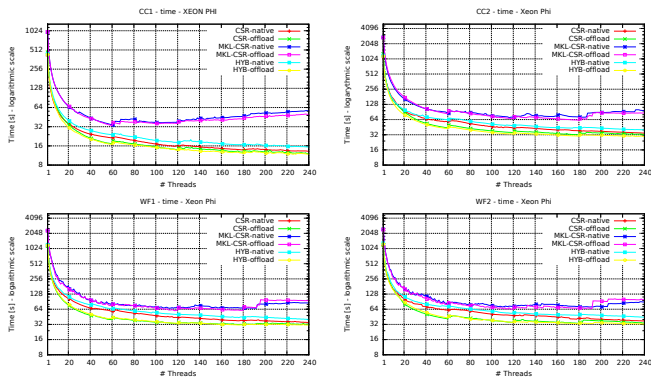 CC1 - time - XEON PHI
Time [s] - logarithmic scale
1024
512
256
128
64
32
16
8
CSR-native
CSR-offload
MKL-CSR-native
MKL-CSR-offload
HYB-native
HYB-offload
1 20 40 60 80 100 120 140 160 180 200 220 240
# Threads
CC2 - time - Xeon Phi
Time [s] - logarythmic scale
4096
2048
1024
512
256
128
64
32
16
8
CSR-native
CSR-offload
MKL-CSR-native
MKL-CSR-offload
HYB-native
HYB-offload
1 20 40 60 80 100 120 140 160 180 200 220 240
# Threads
WF1 - time - Xeon Phi
Time [s] - logarithmic scale
4096
2048
1024
512
256
128
64
32
16
8
CSR-native
CSR-offload
MKL-CSR-native
MKL-CSR-offload
HYB-native
HYB-offload
1 20 40 60 80 100 120 140 160 180 200 220 240
# Threads
WF2 - time - Xeon Phi
Time [s] - logarithmic scale
4096
2048
1024
512
256
128
64
32
16
8
CSR-native
CSR-offload
MKL-CSR-native
MKL-CSR-offload
HYB-native
HYB-offload
1 20 40 60 80 100 120 140 160 180 200 220 240
# Threads